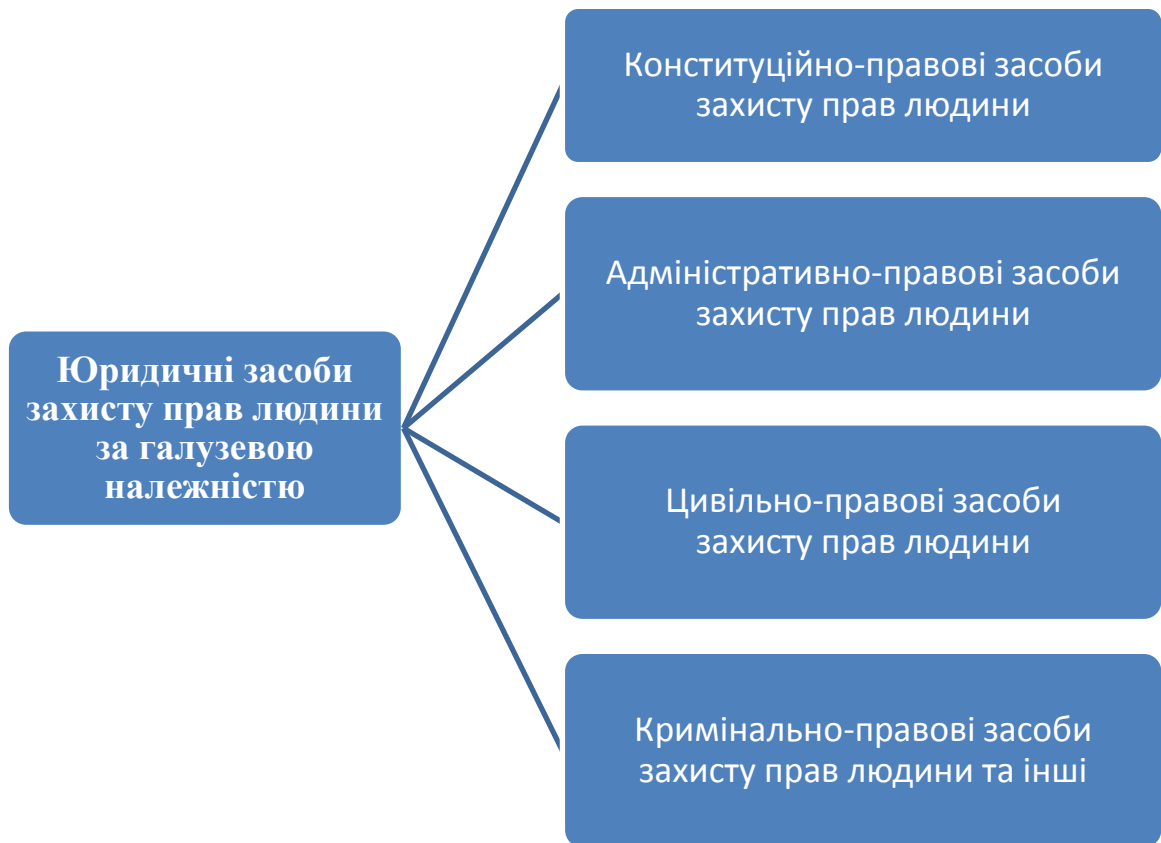 Юридичні засоби
захисту прав людини
за галузевою
належністю
Конституційно-правові засоби
захисту прав людини
Адміністративно-правові засоби
захисту прав людини
Цивільно-правові засоби
захисту прав людини
Кримінально-правові засоби
захисту прав людини та інші